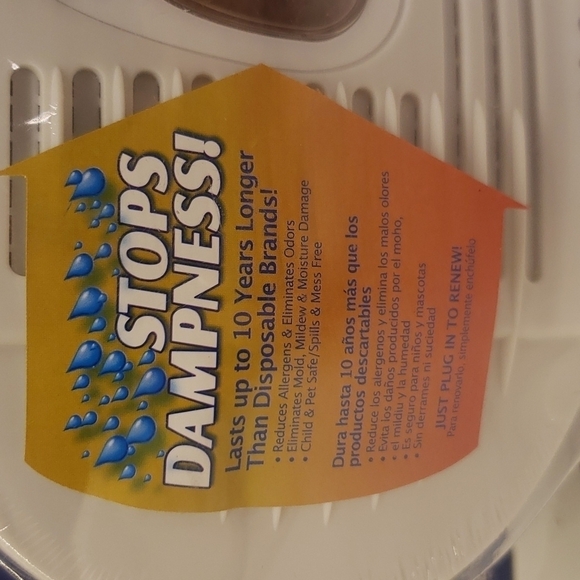 STOPS
DAMPNESS!
Lasts up to 10 Years Longer
Than Disposable Brands!
• Reduces Allergens & Eliminates Odors
• Eliminates Mold, Mildew & Moisture Damage
• Child & Pet Safe/Spills & Mess Free
Dura hasta 10 años más que los
productos descartables
• Reduce los alergenos y elimina los malos olores
• Evita los daños producidos por el moho,
• el mildiu y la humedad
• Es seguro para niños y mascotas
• Sin derrames ni suciedad
JUST PLUG IN TO RENEW!
Para renovarlo, simplemente enchúfelo